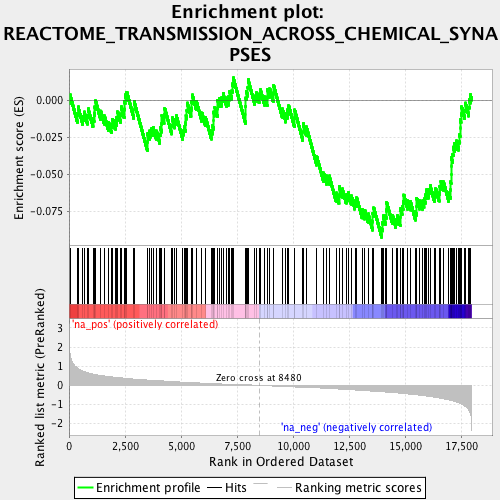 Enrichment plot:
REACTOME_TRANSMISSION_ACROSS_CHEMICAL_SYNA
PSES
Enrichment score (ES)
0.000
-0.025
-0.050
-0.075
'na_pos' (positively correlated)
Ranked list metric (PreRanked)
3
2
1
0
-1
-2
Zero cross at 8480
'na_neg' (negatively correlated)
0
2,500
5,000
7,500
10,000
12,500
15,000
17,500
Rank in Ordered Dataset
Enrichment profile
Hits
Ranking metric scores